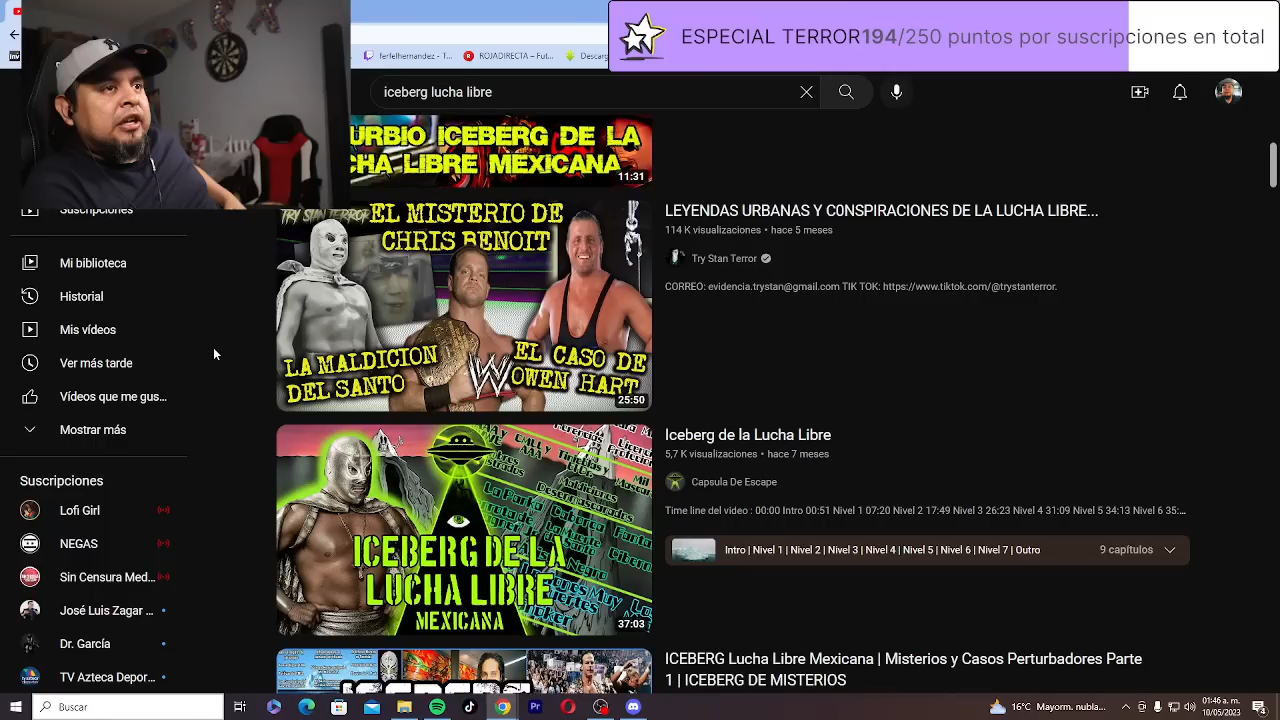 ESPECIAL TERROR194/250 puntos por suscripciones en total
Terfelhernandez - T...
ROJADIRECTA – Fut...
Descarg
iceberg lucha libre
URBIO ICEBERG DE LA
CHA LIBRE MEXICANA
11:31
Suscripciones
Mi biblioteca
Historial
Mis vídeos
Ver más tarde
Vídeos que me gus...
Mostrar más
Suscripciones
Lofi Girl
NEGAS
Sin Censura Med...
José Luis Zagar ...
Dr. García
TV Azteca Depor...
TRY STAN TERROR
EL MISTERIO DE
CHRIS BENOIT
LA MALDICION
DEL SANTO
W
EL CASO DE
OWEN HART
25:50
LEYENDAS URBANAS Y C0NSPIRACIONES DE LA LUCHA LIBRE...
114 K visualizaciones • hace 5 meses
Try Stan Terror
CORREO: evidencia.trystan@gmail.com TIK TOK: https://www.tiktok.com/@trystanterror.
ICEBERG DE LA
LUCHA LIBRE
MEXICANA
37:03
Iceberg de la Lucha Libre
5,7 K visualizaciones • hace 7 meses
Capsula De Escape
Time line del video : 00:00 Intro 00:51 Nivel 1 07:20 Nivel 2 17:49 Nivel 3 26:23 Nivel 4 31:09 Nivel 5 34:13 Nivel 6 35:...
Intro | Nivel 1 | Nivel 2 | Nivel 3 | Nivel 4 | Nivel 5 | Nivel 6 | Nivel 7 | Outro
9 capítulos
ICEBERG Lucha Libre Mexicana | Misterios y Casos Perturbadores Parte
1 | ICEBERG DE MISTERIOS
Buscar
16°C Mayorm. nubla...
01:46 a.m.
10/05/2023